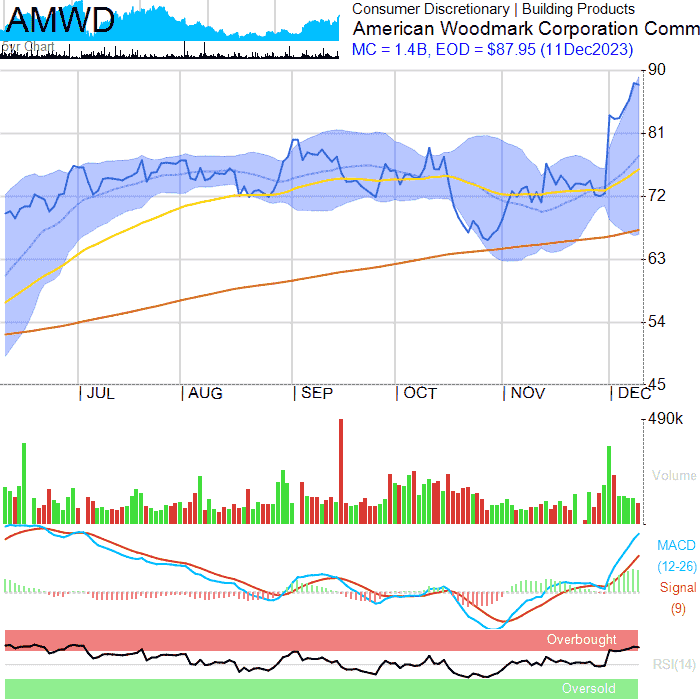 AMWD
5yr Chart
Consumer Discretionary | Building Products
American Woodmark Corporation Comm
MC = 1.4B, EOD = $87.95 (11Dec2023)
90
81
72
63
54
45
| JUL
| AUG
| SEP
| OCT
| NOV
| DEC
490k
Volume
MACD
(12-26)
Signal
(9)
Overbought
RSI(14)
Oversold